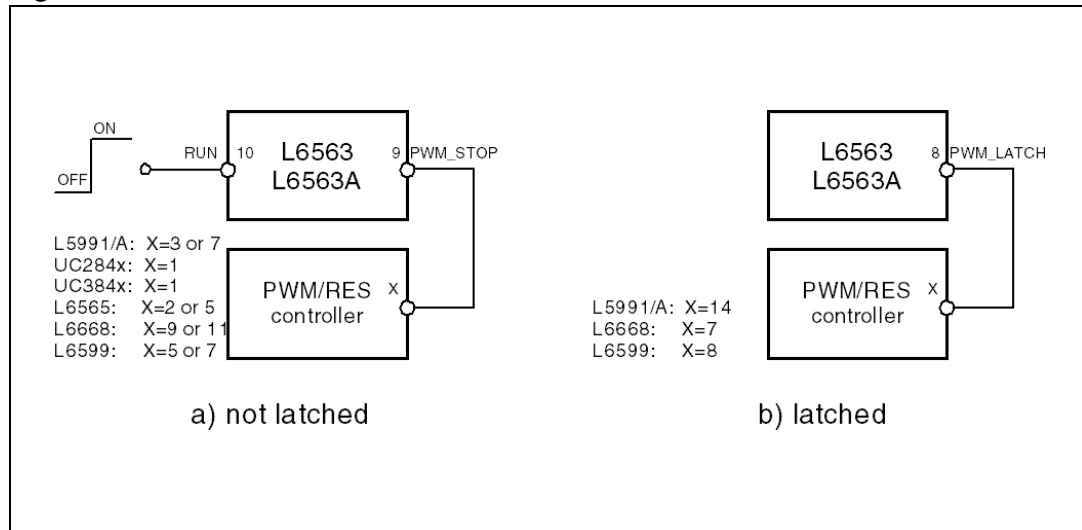 ON
OFF
RUN
10
L6563
L6563A
9
PWM_STOP
L5991/A: X=3 or 7
UC284x: X=1
UC384x: X=1
L6565: X=2 or 5
L6668: X=9 or 11
L6599: X=5 or 7
PWM/RES
controller
X
a) not latched
L6563
L6563A
8
PWM_LATCH
L5991/A: X=14
L6668: X=7
L6599: X=8
PWM/RES
controller
X
b) latched